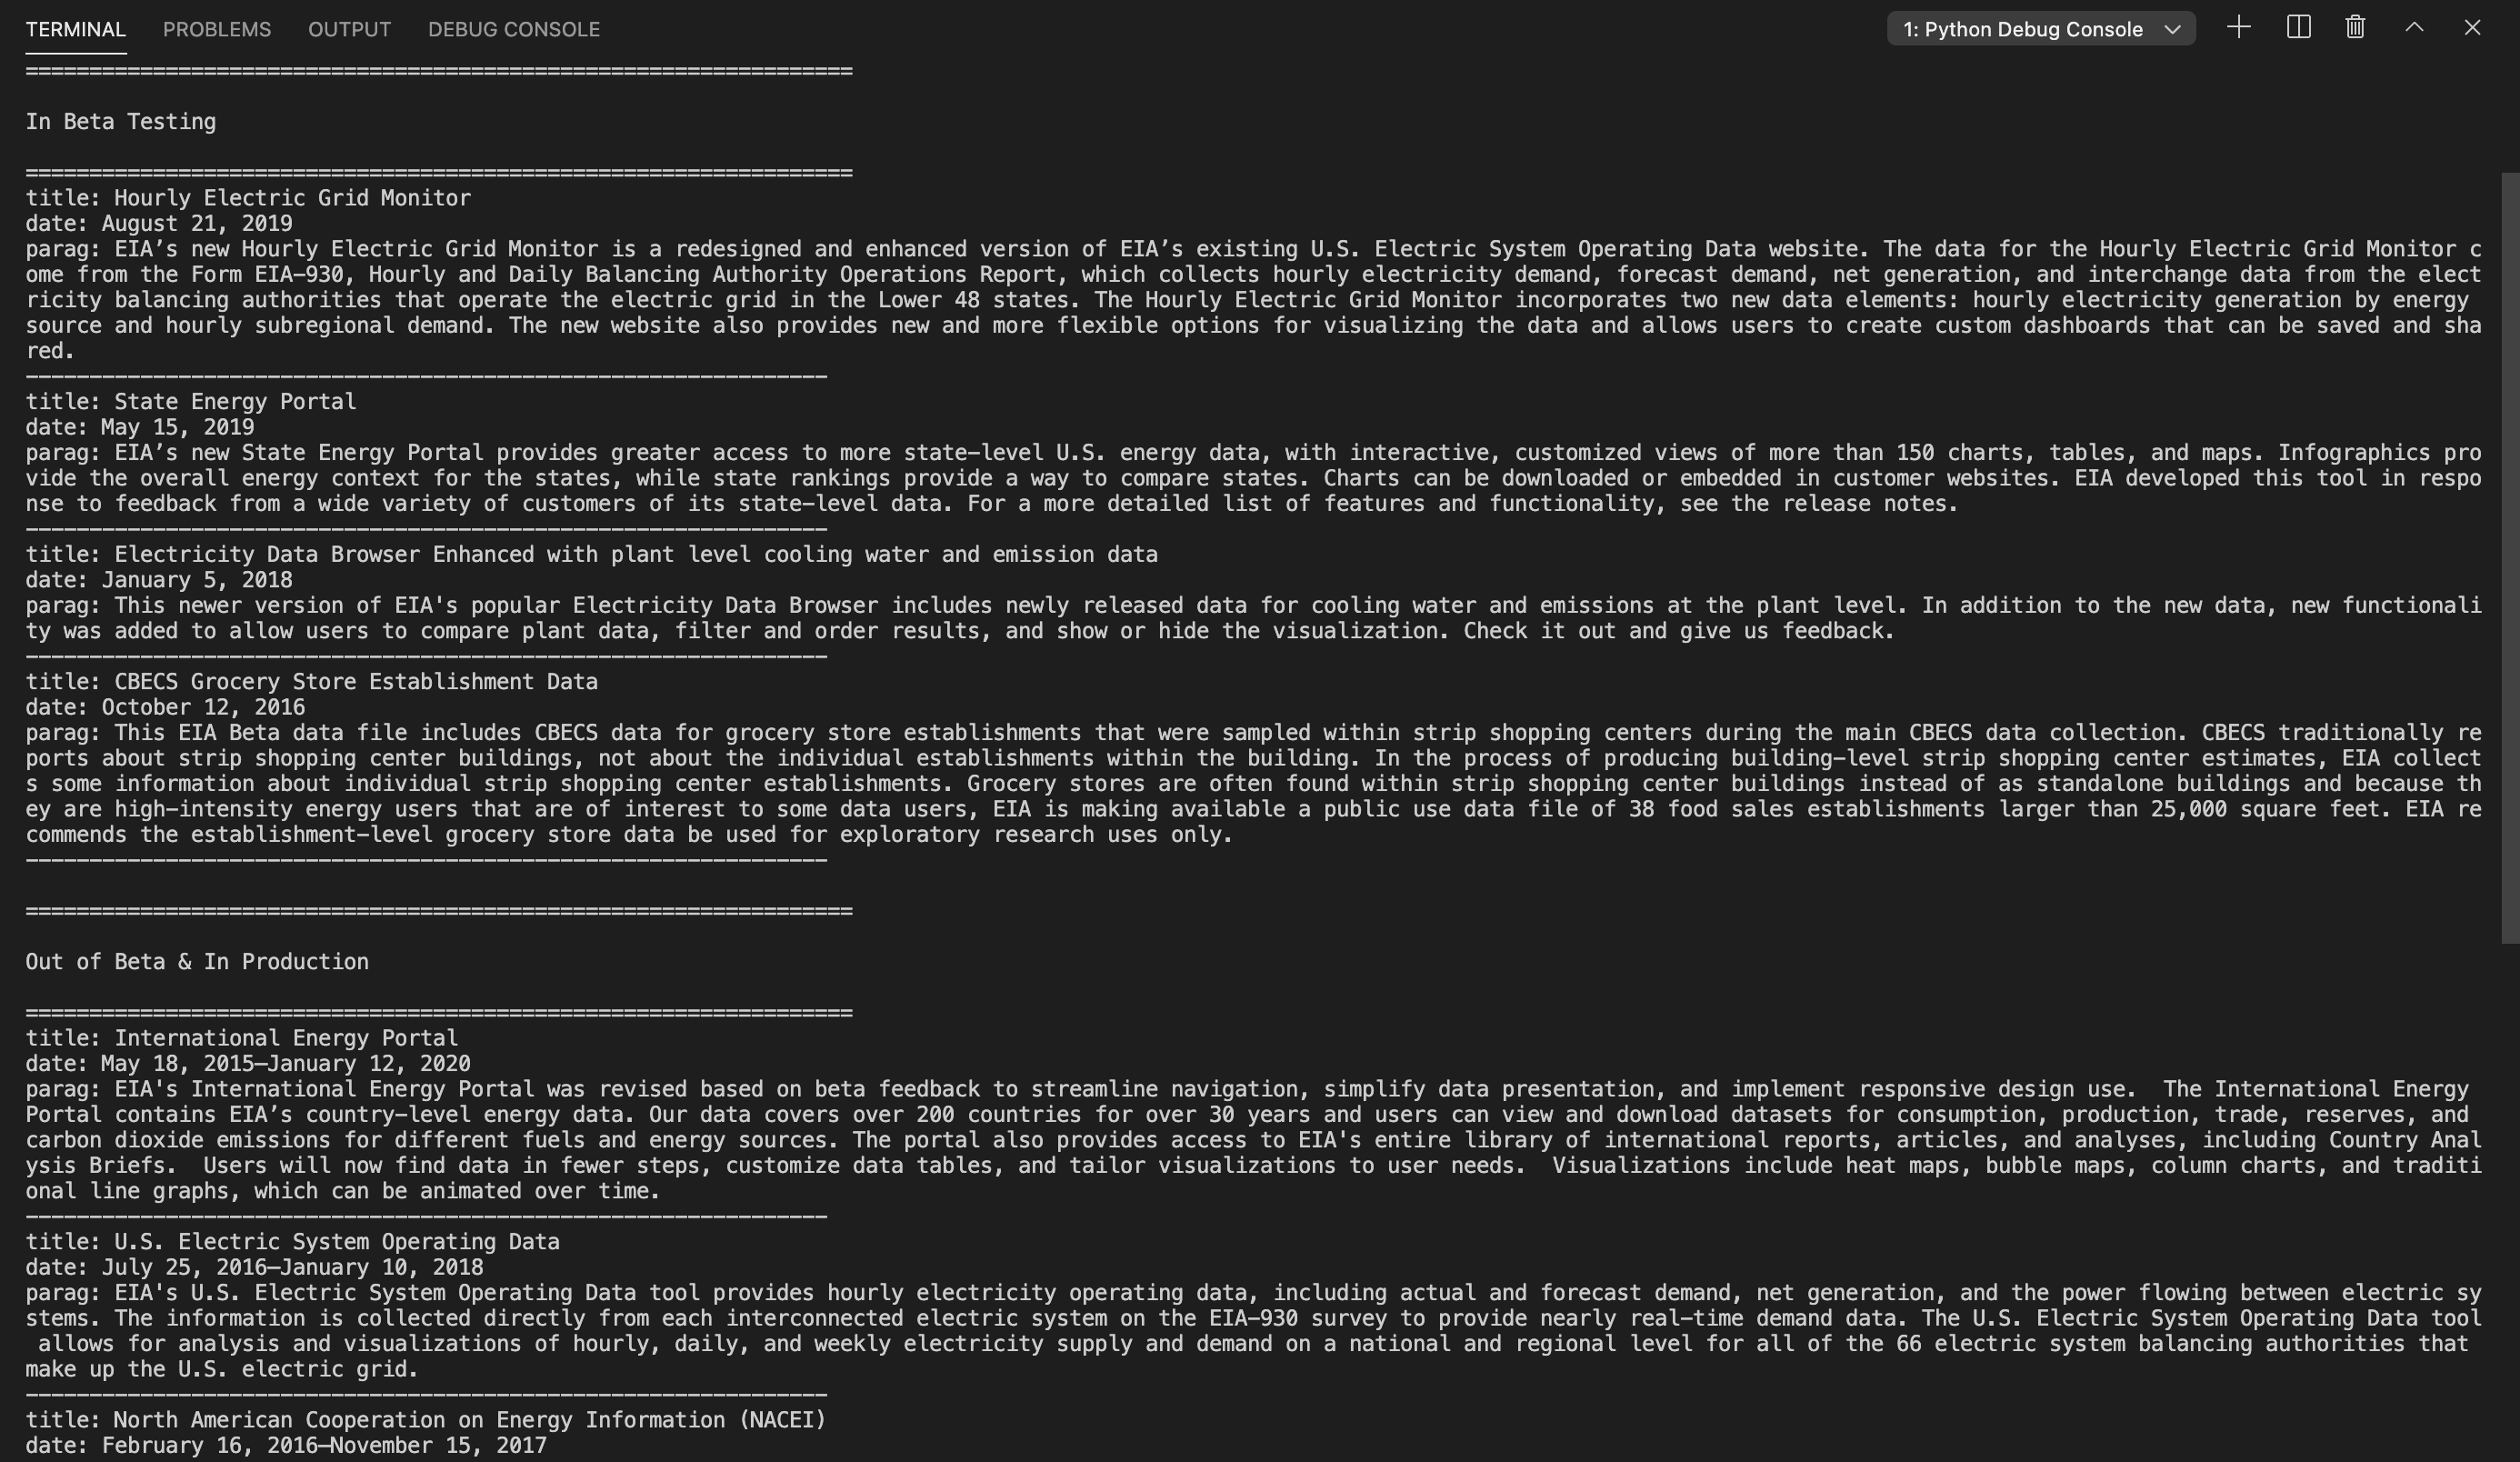 TERMINAL PROBLEMS OUTPUT DEBUG CONSOLE 1: Python Debug Console
=================================================================
In Beta Testing
=================================================================
title: Hourly Electric Grid Monitor
date: August 21, 2019
parag: EIA’s new Hourly Electric Grid Monitor is a redesigned and enhanced version of EIA’s existing U.S. Electric System Operating Data website. The data for the Hourly Electric Grid Monitor c
ome from the Form EIA-930, Hourly and Daily Balancing Authority Operations Report, which collects hourly electricity demand, forecast demand, net generation, and interchange data from the elect
ricity balancing authorities that operate the electric grid in the Lower 48 states. The Hourly Electric Grid Monitor incorporates two new data elements: hourly electricity generation by energy
source and hourly subregional demand. The new website also provides new and more flexible options for visualizing the data and allows users to create custom dashboards that can be saved and sha
red.
---------------------------------------------------------------
title: State Energy Portal
date: May 15, 2019
parag: EIA’s new State Energy Portal provides greater access to more state-level U.S. energy data, with interactive, customized views of more than 150 charts, tables, and maps. Infographics pro
vide the overall energy context for the states, while state rankings provide a way to compare states. Charts can be downloaded or embedded in customer websites. EIA developed this tool in respo
nse to feedback from a wide variety of customers of its state-level data. For a more detailed list of features and functionality, see the release notes.
---------------------------------------------------------------
title: Electricity Data Browser Enhanced with plant level cooling water and emission data
date: January 5, 2018
parag: This newer version of EIA's popular Electricity Data Browser includes newly released data for cooling water and emissions at the plant level. In addition to the new data, new functionali
ty was added to allow users to compare plant data, filter and order results, and show or hide the visualization. Check it out and give us feedback.
---------------------------------------------------------------
title: CBECS Grocery Store Establishment Data
date: October 12, 2016
parag: This EIA Beta data file includes CBECS data for grocery store establishments that were sampled within strip shopping centers during the main CBECS data collection. CBECS traditionally re
ports about strip shopping center buildings, not about the individual establishments within the building. In the process of producing building-level strip shopping center estimates, EIA collect
s some information about individual strip shopping center establishments. Grocery stores are often found within strip shopping center buildings instead of as standalone buildings and because th
ey are high-intensity energy users that are of interest to some data users, EIA is making available a public use data file of 38 food sales establishments larger than 25,000 square feet. EIA re
commends the establishment-level grocery store data be used for exploratory research uses only.
---------------------------------------------------------------
=================================================================
Out of Beta & In Production
=================================================================
title: International Energy Portal
date: May 18, 2015—January 12, 2020
parag: EIA's International Energy Portal was revised based on beta feedback to streamline navigation, simplify data presentation, and implement responsive design use.  The International Energy
Portal contains EIA’s country-level energy data. Our data covers over 200 countries for over 30 years and users can view and download datasets for consumption, production, trade, reserves, and
carbon dioxide emissions for different fuels and energy sources. The portal also provides access to EIA's entire library of international reports, articles, and analyses, including Country Anal
ysis Briefs.  Users will now find data in fewer steps, customize data tables, and tailor visualizations to user needs.  Visualizations include heat maps, bubble maps, column charts, and traditi
onal line graphs, which can be animated over time.
---------------------------------------------------------------
title: U.S. Electric System Operating Data
date: July 25, 2016—January 10, 2018
parag: EIA's U.S. Electric System Operating Data tool provides hourly electricity operating data, including actual and forecast demand, net generation, and the power flowing between electric sy
stems. The information is collected directly from each interconnected electric system on the EIA-930 survey to provide nearly real-time demand data. The U.S. Electric System Operating Data tool
 allows for analysis and visualizations of hourly, daily, and weekly electricity supply and demand on a national and regional level for all of the 66 electric system balancing authorities that
make up the U.S. electric grid.
---------------------------------------------------------------
title: North American Cooperation on Energy Information (NACEI)
date: February 16, 2016—November 15, 2017